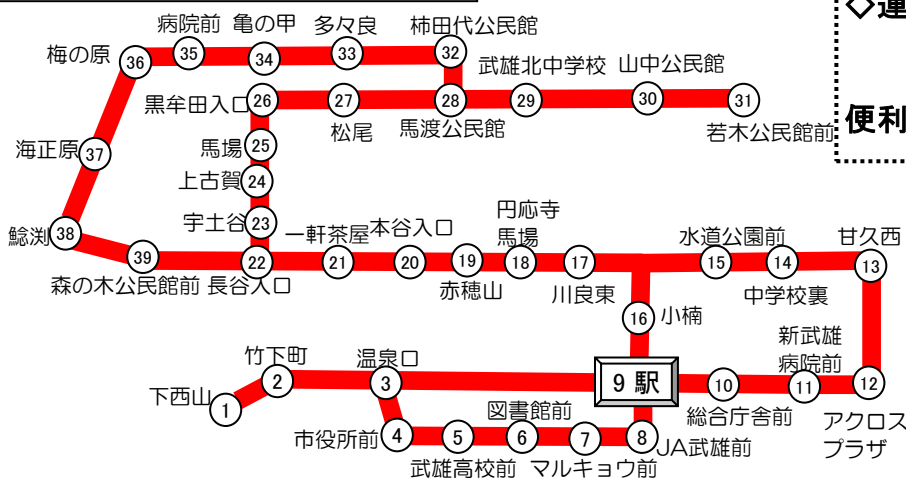 ◇運
便利
病院前
亀の甲
多々良
柿田代公民館
梅の原
36
35
34
33
32
武雄北中学校
山中公民館
黒牟田入口
26
27
28
29
30
31
松尾
馬渡公民館
若木公民館前
海正原
37
馬場
25
上古賀
24
鯰渕
38
宇土谷
23
39
森の木公民館前
22
長谷入口
一軒茶屋
21
本谷入口
20
19
赤穂山
円応寺
馬場
18
17
川良東
水道公園前
15
14
中学校裏
甘久西
13
16
小楠
竹下町
2
温泉口
3
下西山
1
9 駅
10
総合庁舎前
新武雄
病院前
11
12
アクロス
プラザ
市役所前
4
5
武雄高校前
図書館前
6
7
マルキョウ前
8
JA武雄前